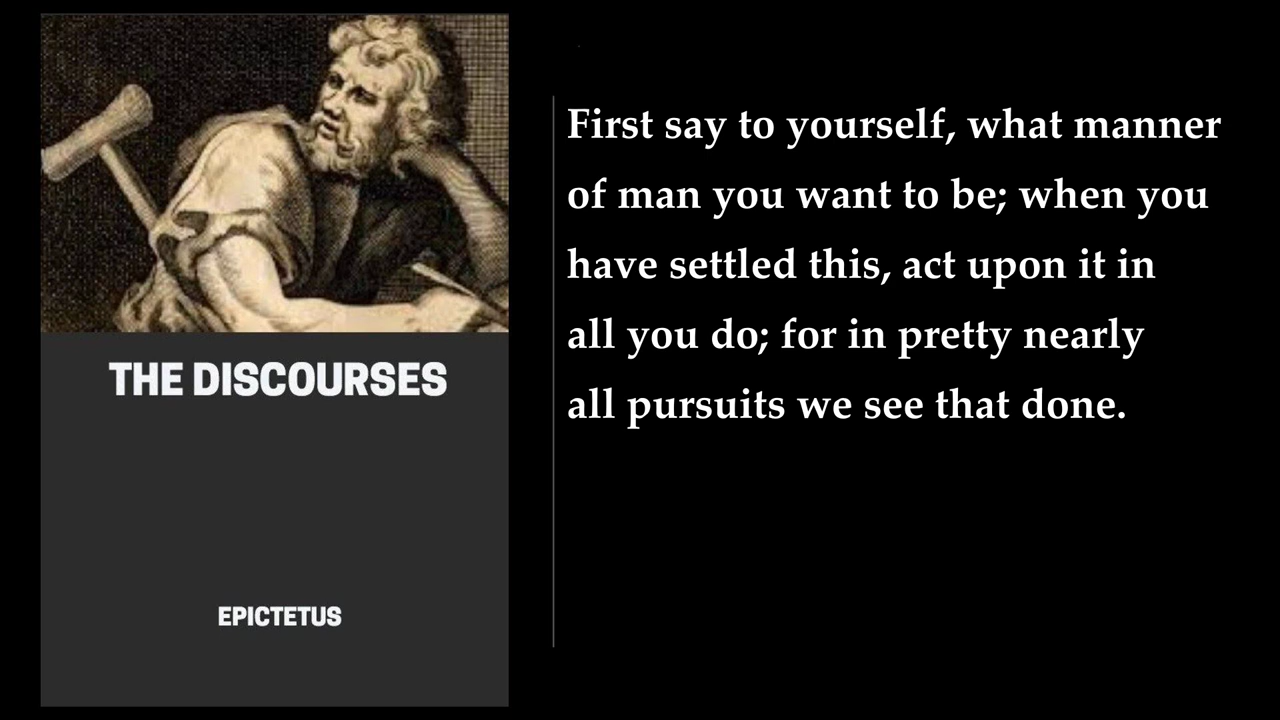 THE DISCOURSES
EPICTETUS
First say to yourself, what manner
of man you want to be; when you
have settled this, act upon it in
all you do; for in pretty nearly
all pursuits we see that done.